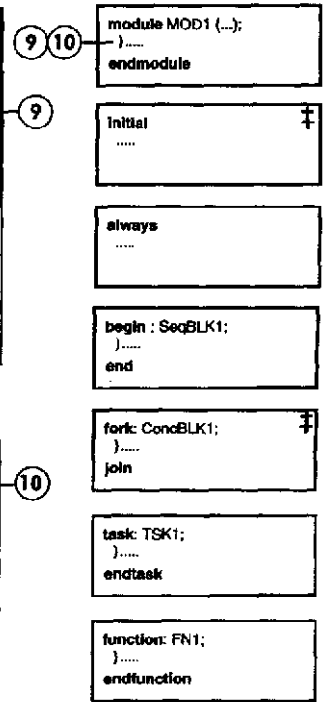 module MOD1 (...);
9 10 } .....
endmodule
9
initial ‡
.....
always
.....
begin : SeqBLK1;
} .....
end
fork: ConcBLK1; ‡
} .....
join
10
task: TSK1;
} .....
endtask
function: FN1;
} .....
endfunction